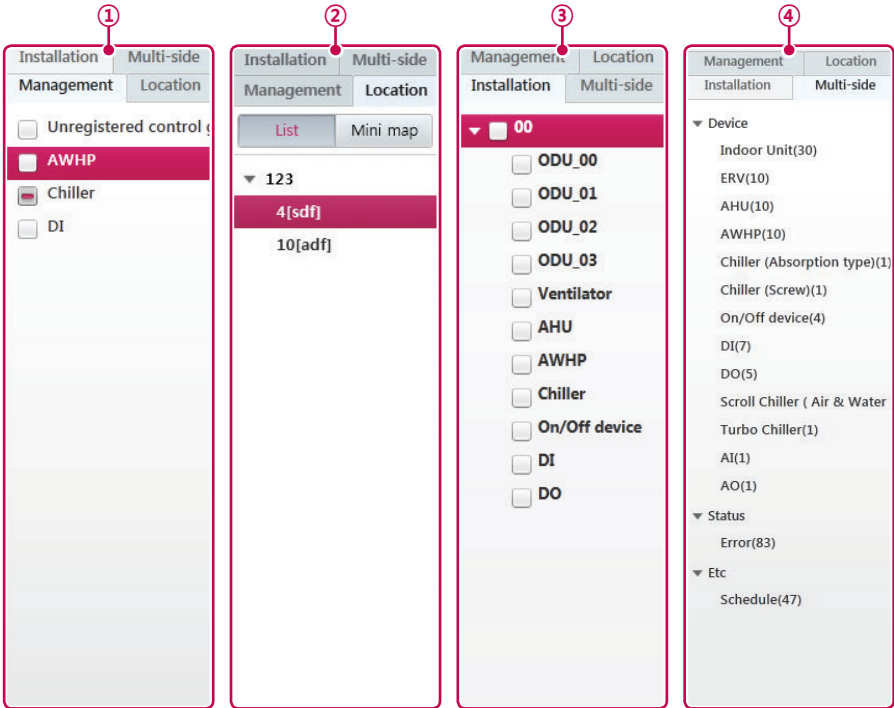 ①
Installation Multi-side
Management Location
Unregistered control
AWHP
Chiller
DI
②
Installation Multi-side
Management Location
List Mini map
123
4[sdf]
10[adf]
③
Management Location
Installation Multi-side
00
ODU_00
ODU_01
ODU_02
ODU_03
Ventilator
AHU
AWHP
Chiller
On/Off device
DI
DO
④
Management Location
Installation Multi-side
Device
Indoor Unit(30)
ERV(10)
AHU(10)
AWHP(10)
Chiller (Absorption type)(1)
Chiller (Screw)(1)
On/Off device(4)
DI(7)
DO(5)
Scroll Chiller ( Air & Water
Turbo Chiller(1)
AI(1)
AO(1)
Status
Error(83)
Etc
Schedule(47)